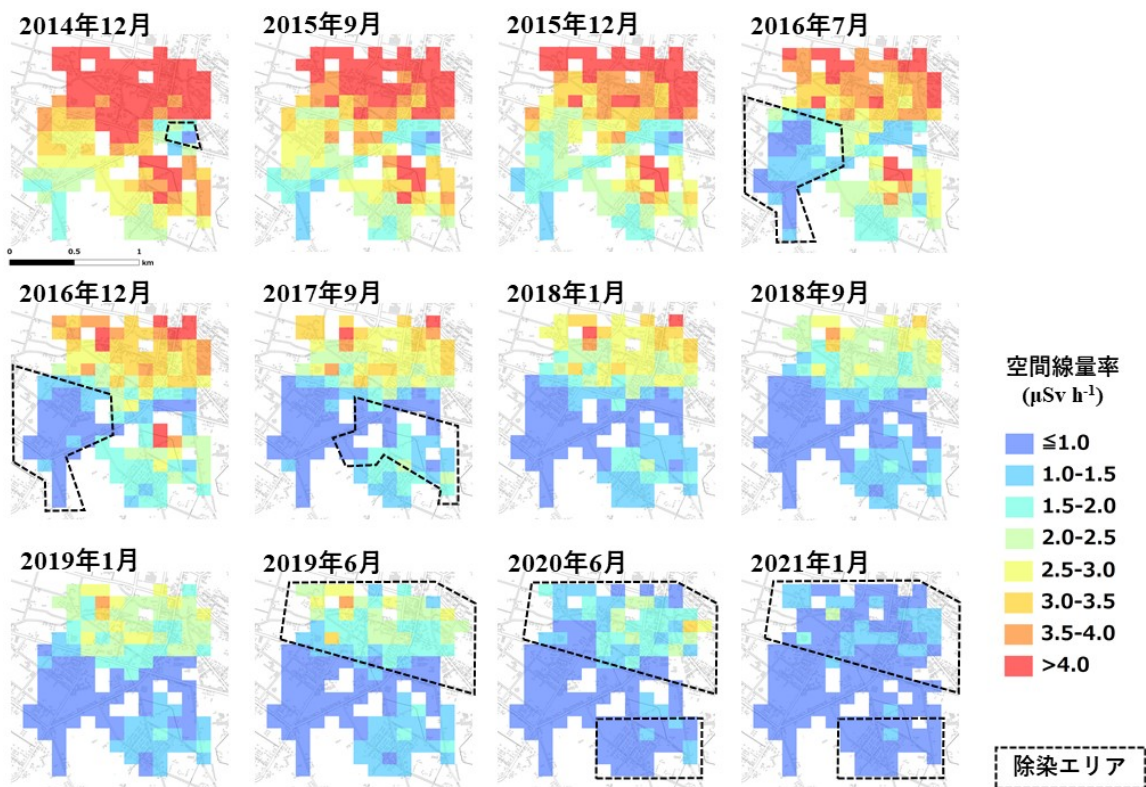 2014年12月
2015年9月
2015年12月
2016年7月
0 0.5 1
km
2016年12月
2017年9月
2018年1月
2018年9月
2019年1月
2019年6月
2020年6月
2021年1月
空間線量率
(μSv h-1)
≦1.0
1.0-1.5
1.5-2.0
2.0-2.5
2.5-3.0
3.0-3.5
3.5-4.0
>4.0
除染エリア